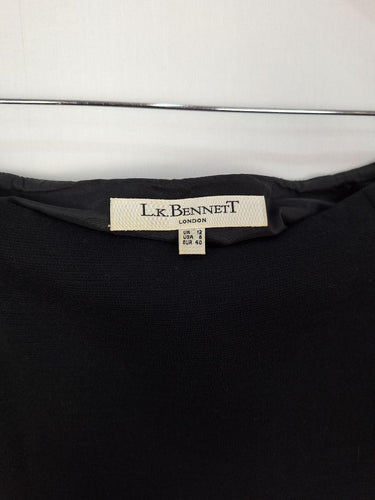 L.K.BENNETT
LONDON
UK 12
USA 8
EUR 40